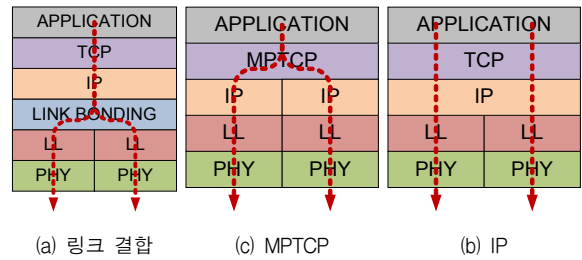 APPLICATION
TCP
IP
LINK BONDING
LL LL
PHY PHY
(a) 링크 결합
APPLICATION
MPTCP
IP IP
LL LL
PHY PHY
(c) MPTCP
APPLICATION
TCP
IP
LL LL
PHY PHY
(b) IP